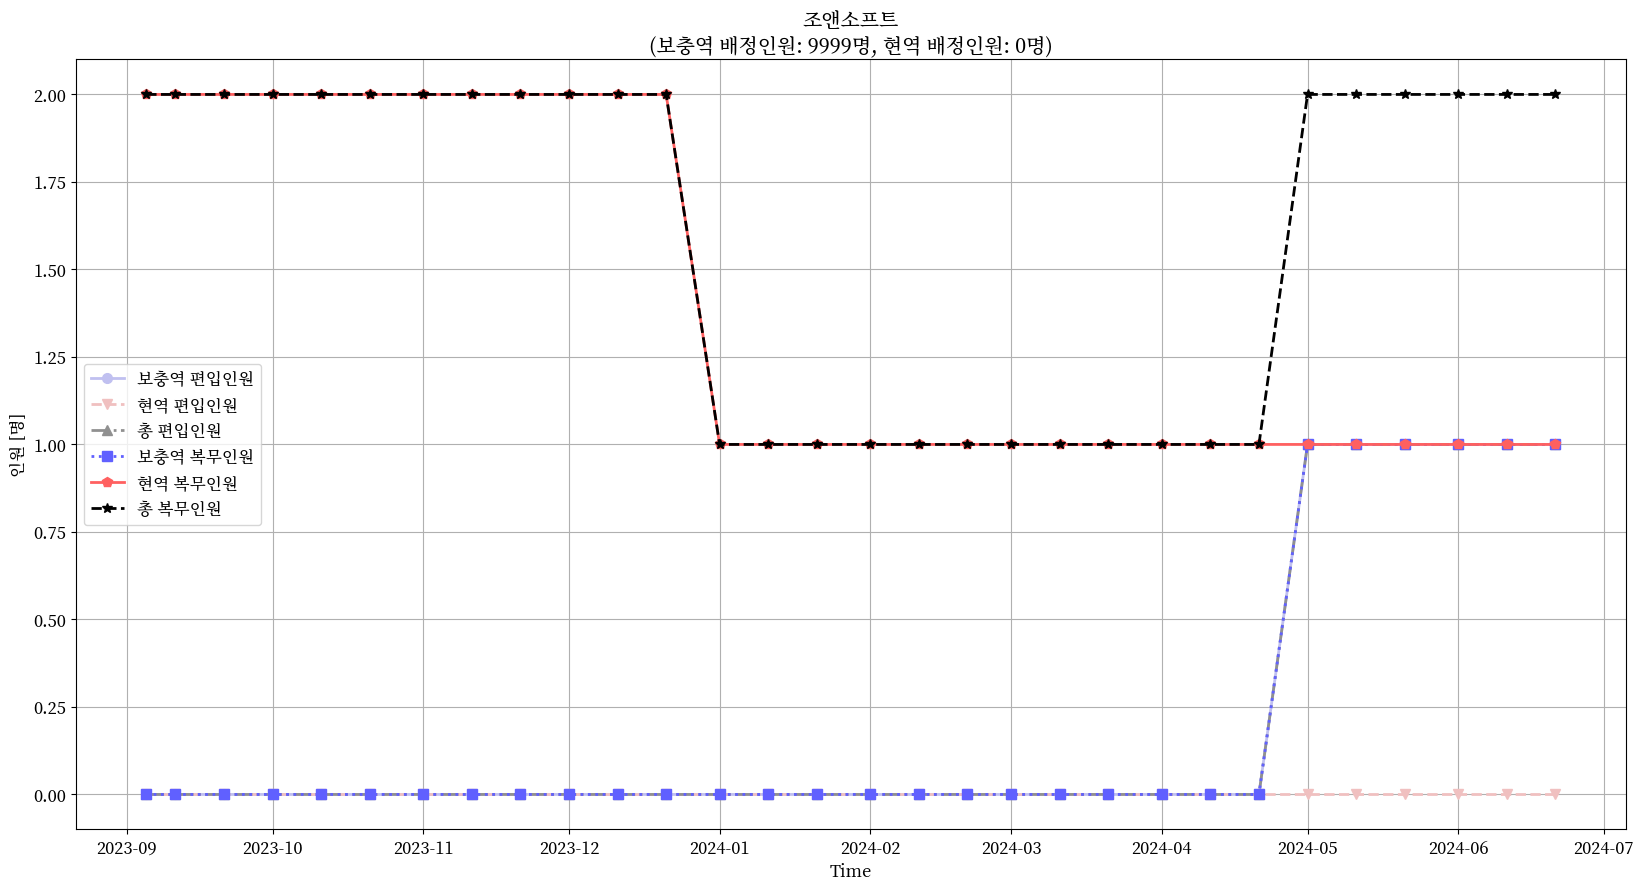 조앤소프트
(보충역 배정인원: 9999명, 현역 배정인원: 0명)
2.00
1.75
1.50
1.25
1.00
0.75
0.50
0.25
0.00
인원 [명]
보충역 편입인원
현역 편입인원
총 편입인원
보충역 복무인원
현역 복무인원
총 복무인원
2023-09
2023-10
2023-11
2023-12
2024-01
2024-02
2024-03
2024-04
2024-05
2024-06
2024-07
Time